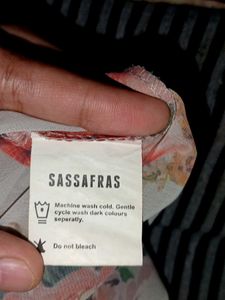 SASSAFRAS
Machine wash cold. Gentle
cycle wash dark colours
seperatly.
Do not bleach